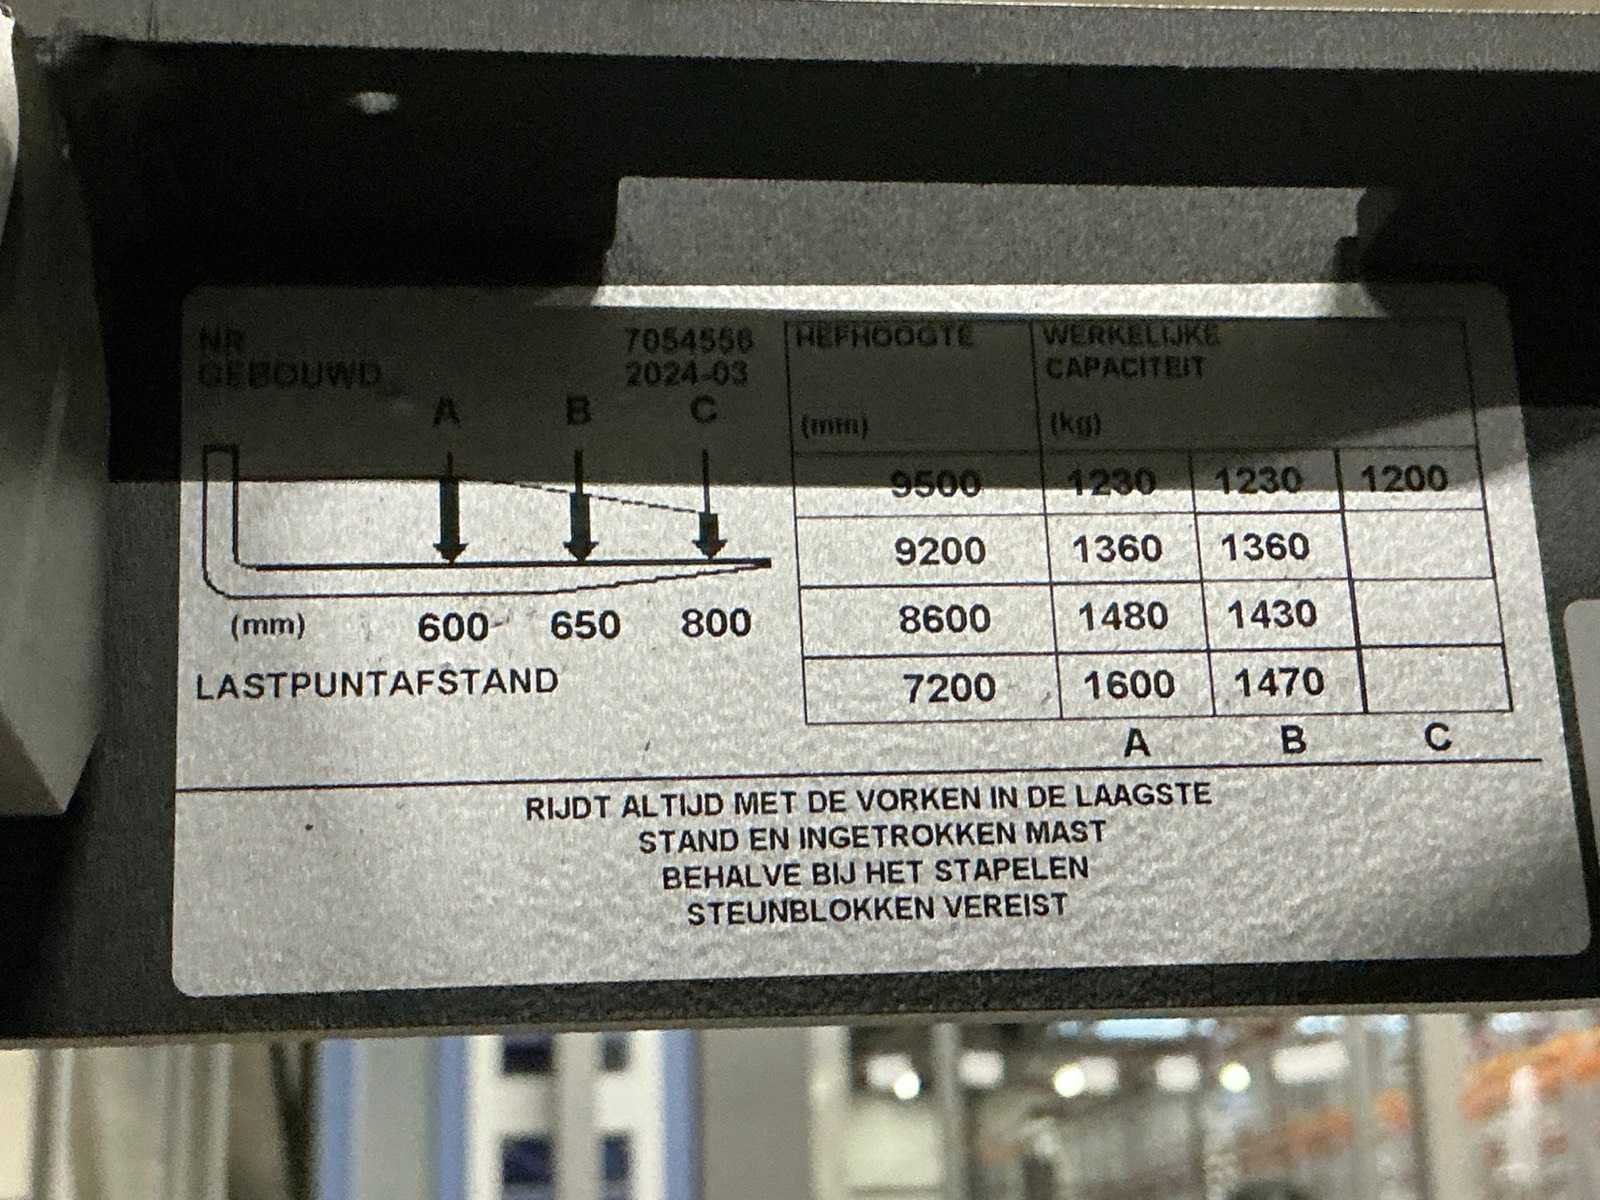 NR 7054556
GEBOUWD 2024-03
A B C
(mm) 600 650 800
LASTPUNTAFSTAND
HEFHOOGTE WERKELIJKE
CAPACITEIT
(mm) (kg)
9500 1230 1230 1200
9200 1360 1360
8600 1480 1430
7200 1600 1470
A B C
RIJDT ALTIJD MET DE VORKEN IN DE LAAGSTE
STAND EN INGETROKKEN MAST
BEHALVE BIJ HET STAPELEN
STEUNBLOKKEN VEREIST